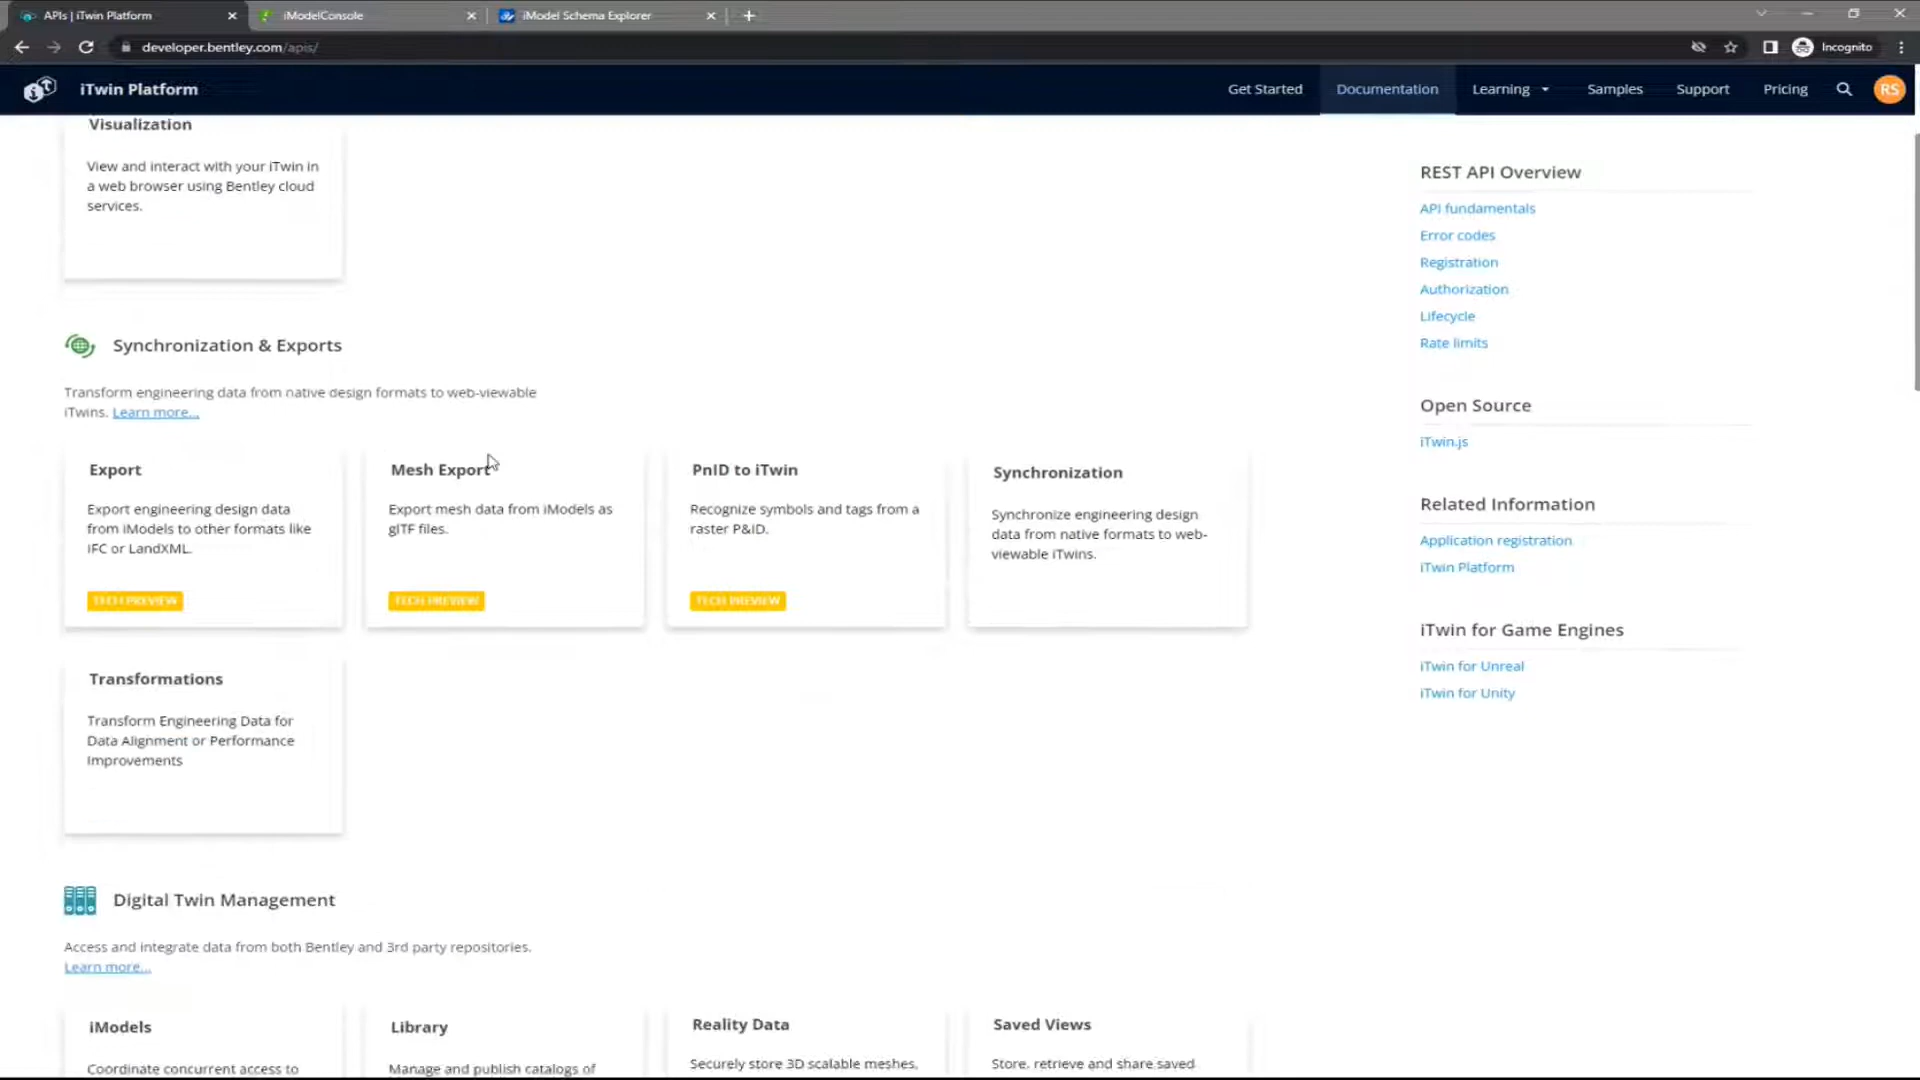 APIs | iTwin Platform
iModelConsole
iModel Schema Explorer
developer.bentley.com/apis/
Incognito
iTwin Platform
Get Started
Documentation
Learning
Samples
Support
Pricing
RS
Visualization
View and interact with your iTwin in
a web browser using Bentley cloud
services.
Synchronization & Exports
Transform engineering data from native design formats to web-viewable
iTwins. Learn more...
Export
Export engineering design data
from iModels to other formats like
IFC or LandXML.
TECH PREVIEW
Mesh Export
Export mesh data from iModels as
glTF files.
TECH PREVIEW
PnID to iTwin
Recognize symbols and tags from a
raster P&ID.
TECH PREVIEW
Synchronization
Synchronize engineering design
data from native formats to web-
viewable iTwins.
Transformations
Transform Engineering Data for
Data Alignment or Performance
Improvements
Digital Twin Management
Access and integrate data from both Bentley and 3rd party repositories.
Learn more...
iModels
Coordinate concurrent access to
Library
Manage and publish catalogs of
Reality Data
Securely store 3D scalable meshes,
Saved Views
Store, retrieve and share saved
REST API Overview
API fundamentals
Error codes
Registration
Authorization
Lifecycle
Rate limits
Open Source
iTwin.js
Related Information
Application registration
iTwin Platform
iTwin for Game Engines
iTwin for Unreal
iTwin for Unity